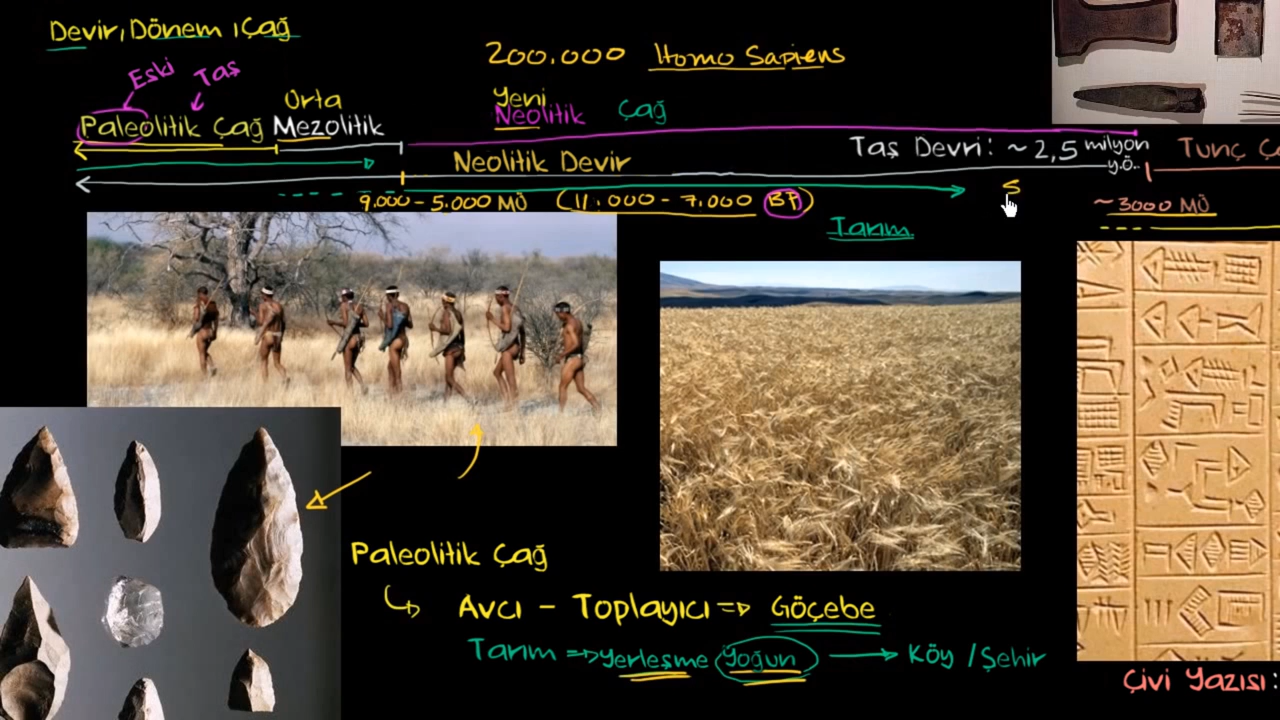 Devir, Dönem, Çağ
200.000 Homo Sapiens
Eski Taş
Orta
Yeni
Paleolitik Çağ Mezolitik
Neolitik Çağ
Neolitik Devir
Taş Devri: ~ 2,5 milyon y.ö.
9.000 - 5.000 MÖ (11.000 - 7.000 BP)
S
~ 3000 MÖ
Tarım
Paleolitik Çağ
Avcı - Toplayıcı => Göçebe
Tarım => Yerleşme Yoğun → Köy / Şehir
Çivi Yazısı: